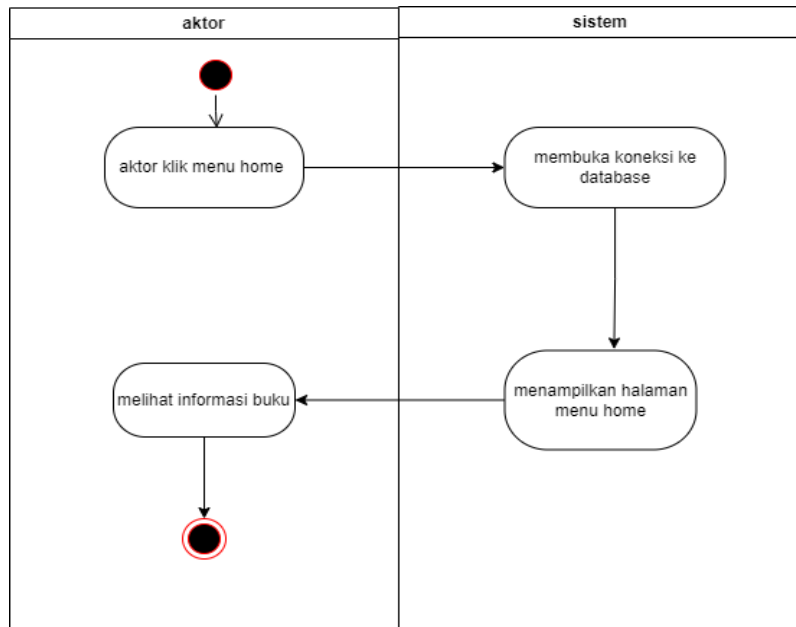 aktor
sistem
aktor klik menu home
membuka koneksi ke
database
menampilkan halaman
menu home
melihat informasi buku